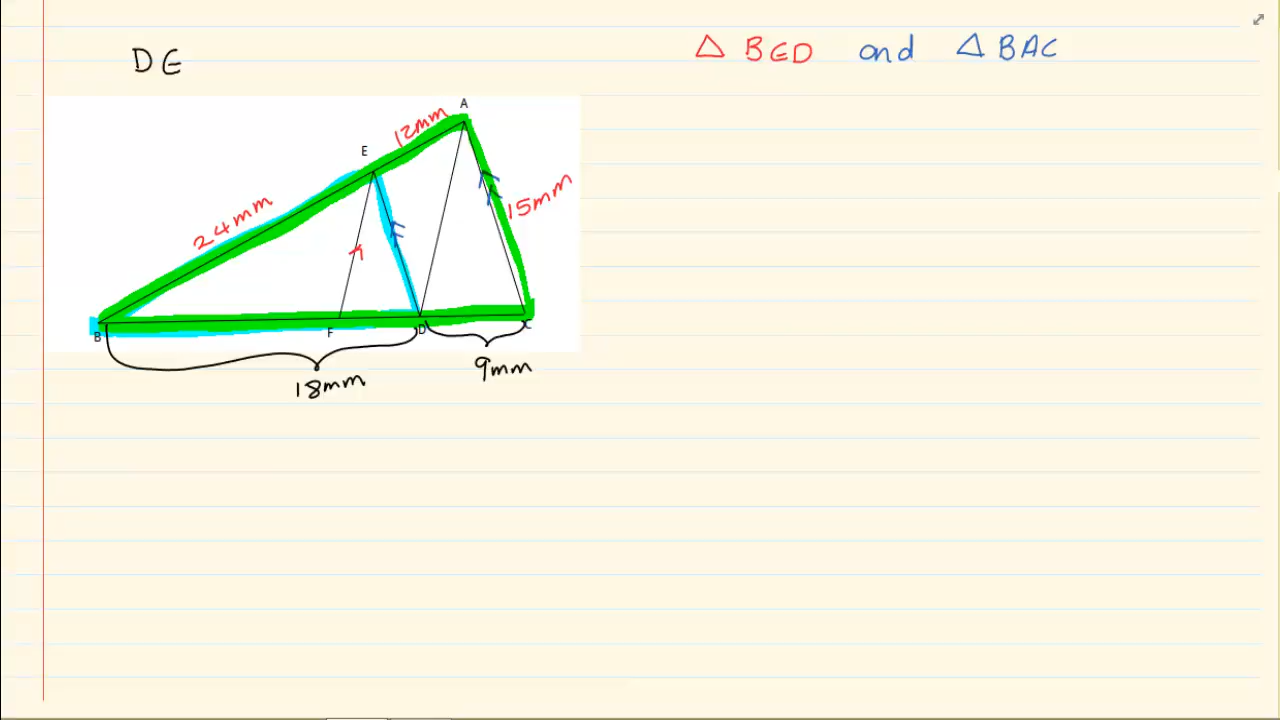 DE
△ BED and △ BAC
A
12mm
E
24mm
15mm
B
F
D
C
18mm
9mm